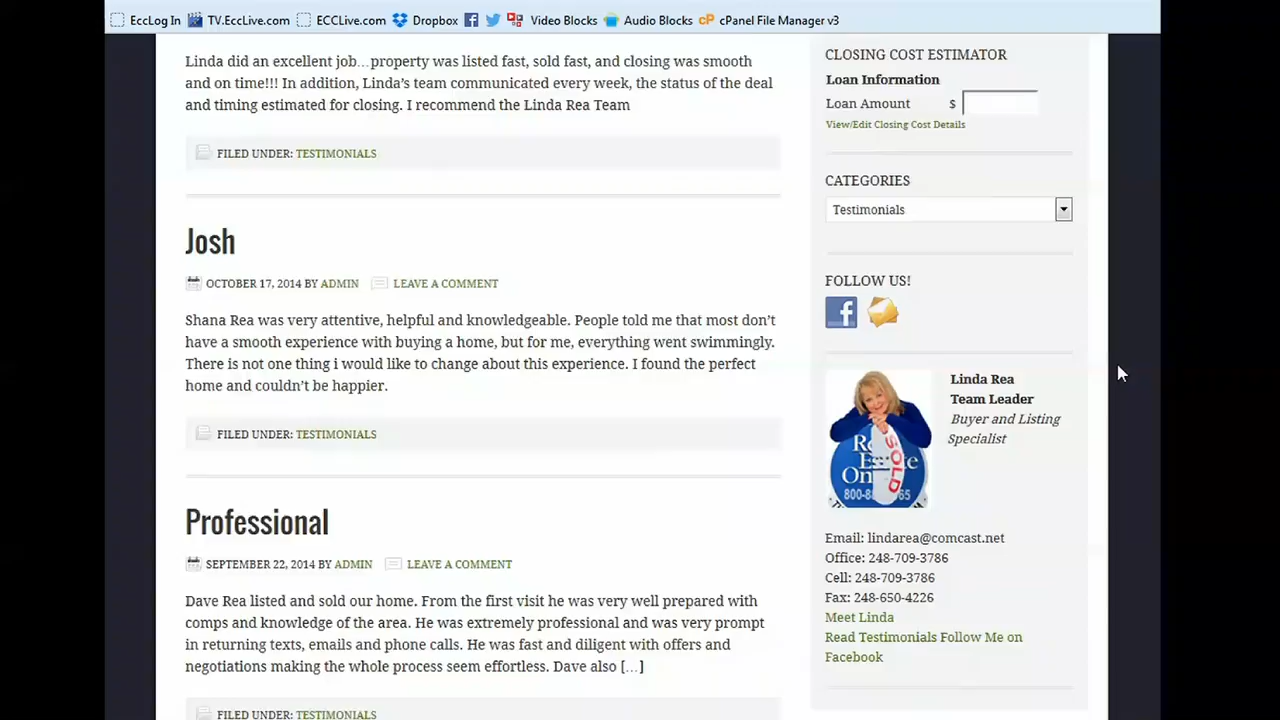 EccLog In TV.EccLive.com ECCLive.com Dropbox Video Blocks Audio Blocks cPanel File Manager v3
Linda did an excellent job…property was listed fast, sold fast, and closing was smooth
and on time!!! In addition, Linda’s team communicated every week, the status of the deal
and timing estimated for closing. I recommend the Linda Rea Team
FILED UNDER: TESTIMONIALS
Josh
OCTOBER 17, 2014 BY ADMIN LEAVE A COMMENT
Shana Rea was very attentive, helpful and knowledgeable. People told me that most don’t
have a smooth experience with buying a home, but for me, everything went swimmingly.
There is not one thing i would like to change about this experience. I found the perfect
home and couldn’t be happier.
FILED UNDER: TESTIMONIALS
Professional
SEPTEMBER 22, 2014 BY ADMIN LEAVE A COMMENT
Dave Rea listed and sold our home. From the first visit he was very well prepared with
comps and knowledge of the area. He was extremely professional and was very prompt
in returning texts, emails and phone calls. He was fast and diligent with offers and
negotiations making the whole process seem effortless. Dave also […]
FILED UNDER: TESTIMONIALS
CLOSING COST ESTIMATOR
Loan Information
Loan Amount $
View/Edit Closing Cost Details
CATEGORIES
Testimonials
FOLLOW US!
Linda Rea
Team Leader
Buyer and Listing
Specialist
SOLD
Email: lindarea@comcast.net
Office: 248-709-3786
Cell: 248-709-3786
Fax: 248-650-4226
Meet Linda
Read Testimonials Follow Me on
Facebook